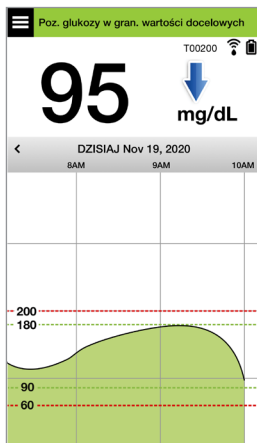 Poz. glukozy w gran. wartości docelowych
T00200
95
mg/dL
DZISIAJ Nov 19, 2020
8AM 9AM 10AM
200
180
90
60